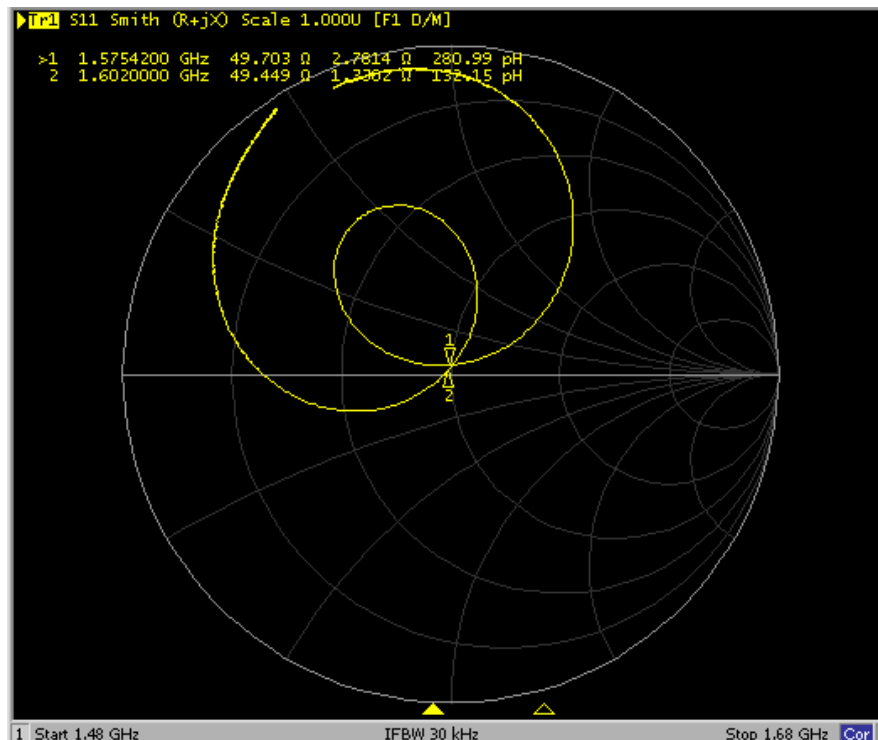 Tr1 S11 Smith (R+jX) Scale 1.000U [F1 D/M]
>1 1.5754200 GHz 49.703 Ω 2.7814 Ω 280.99 pH
2 1.6020000 GHz 49.449 Ω 1.3302 Ω 132.15 pH
1
2
1 Start 1.48 GHz IFBW 30 kHz Stop 1.68 GHz Cor